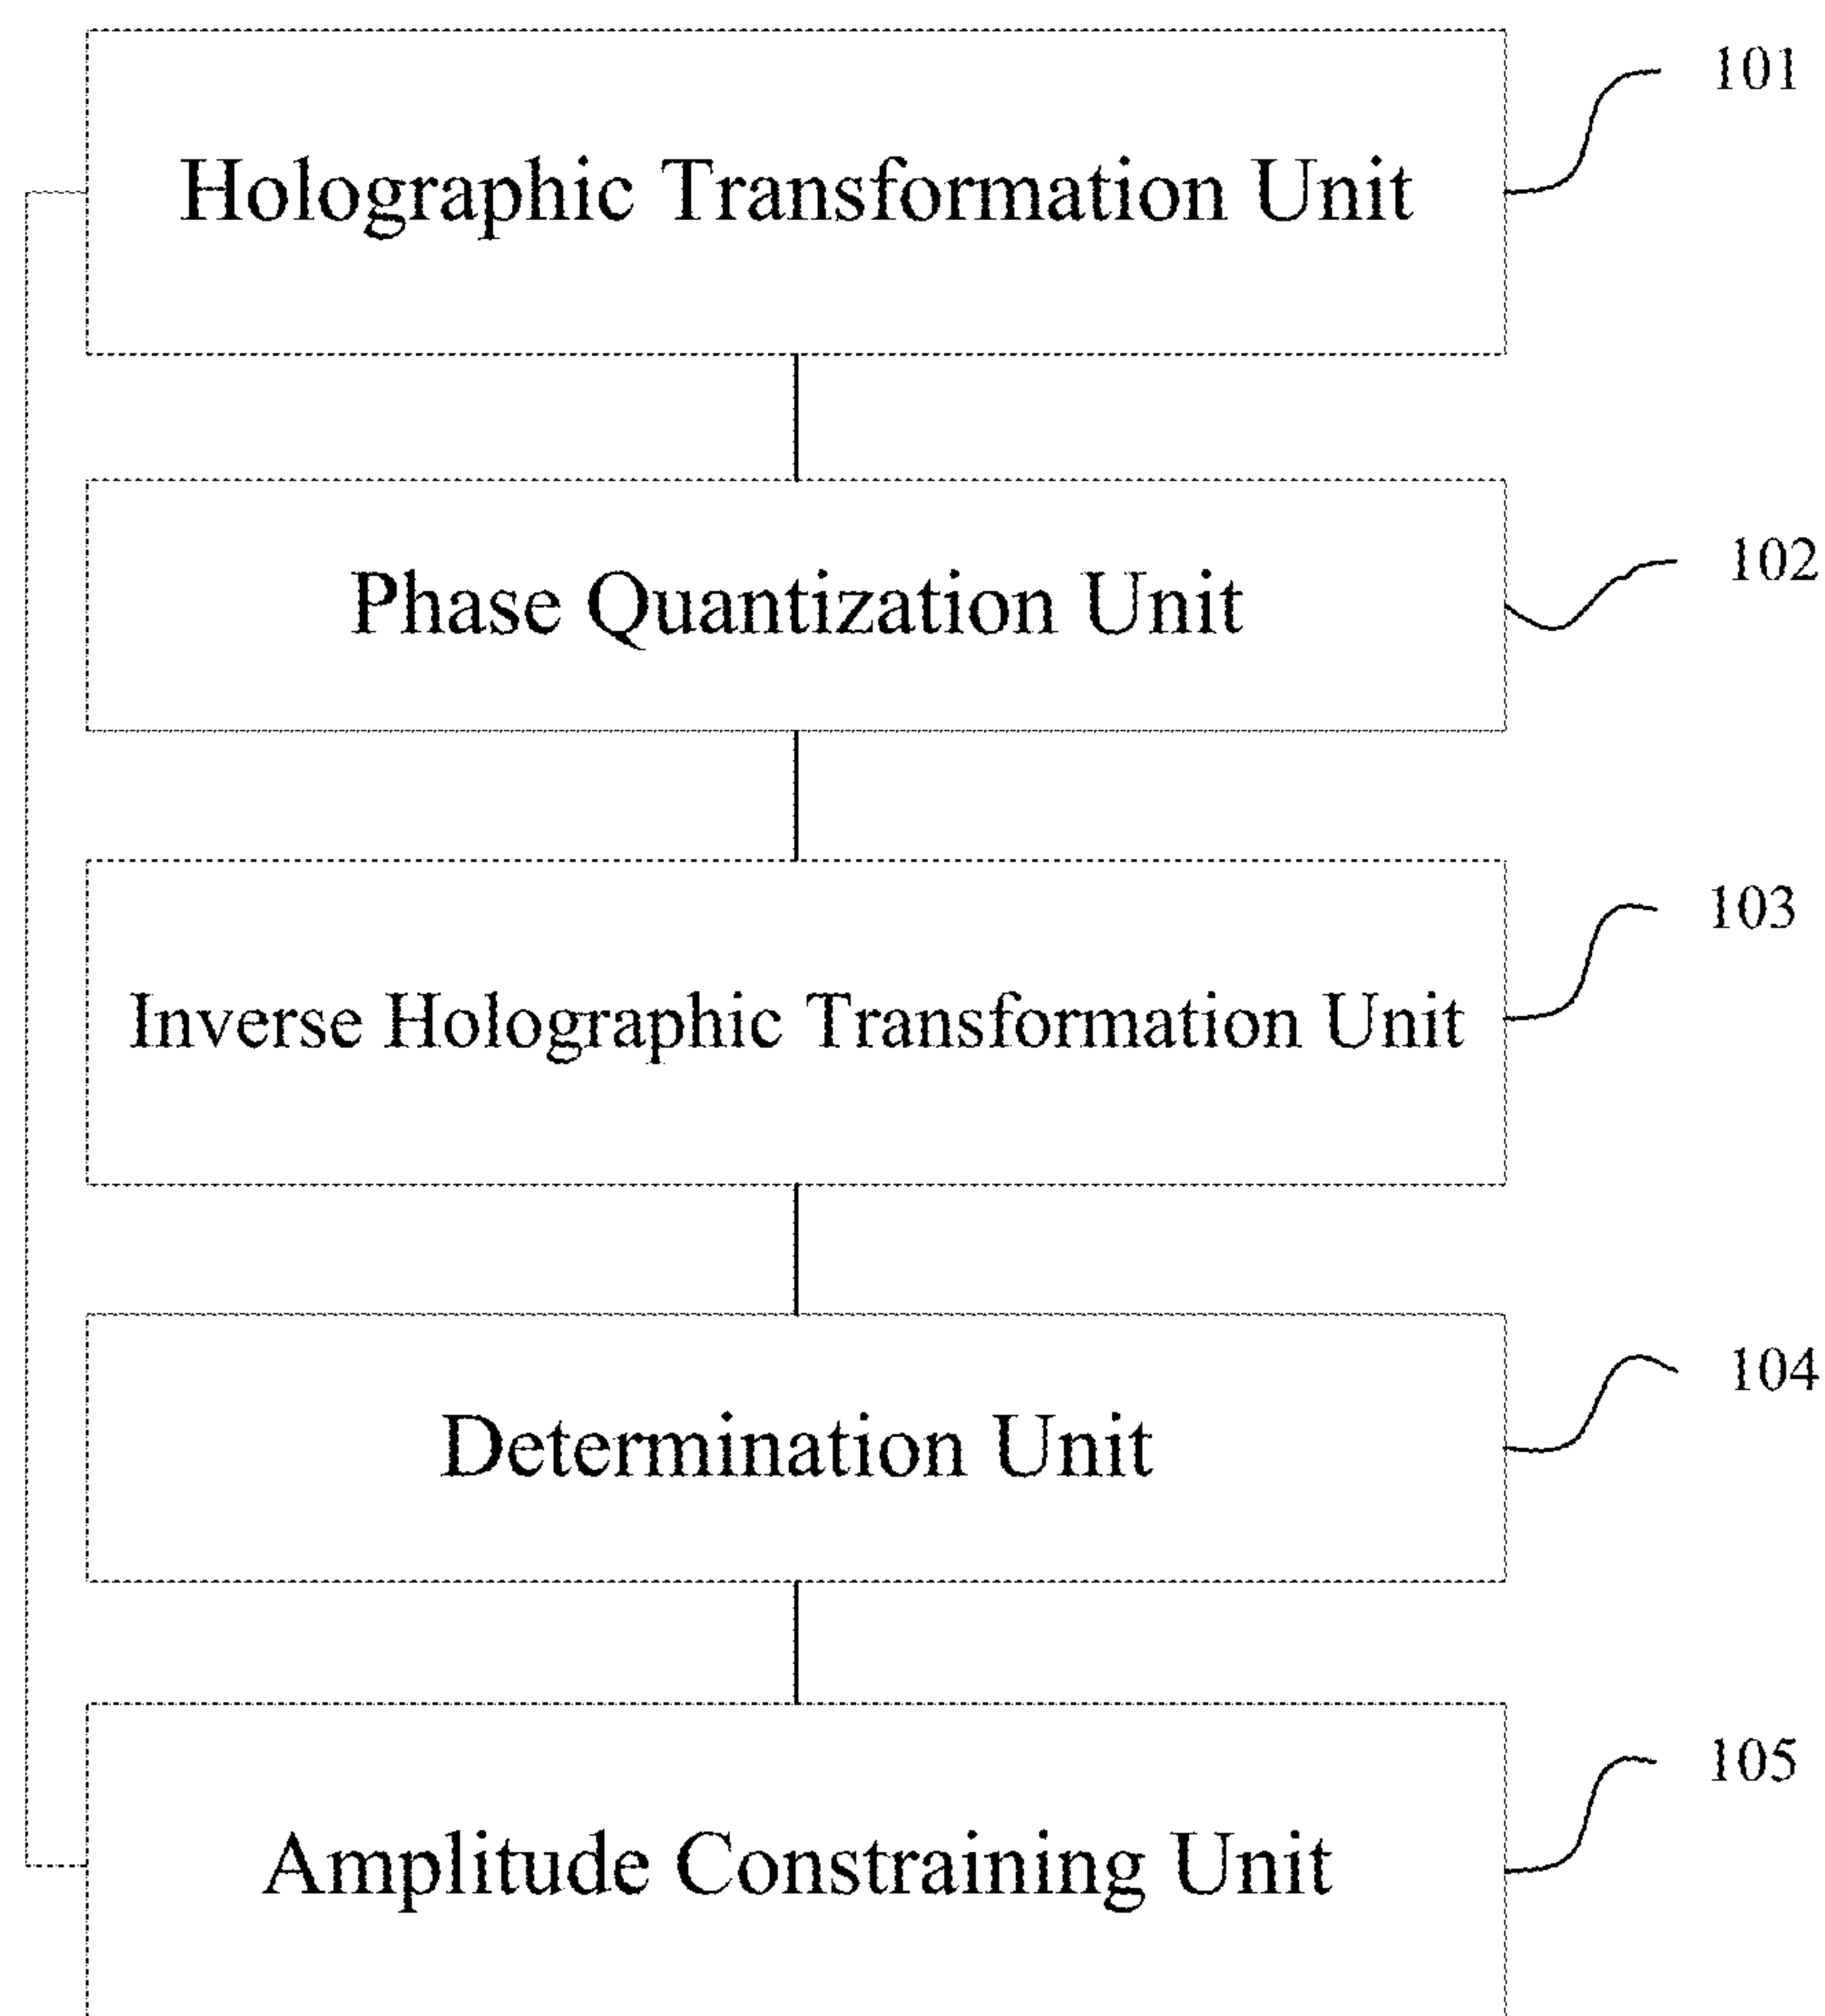 101
Holographic Transformation Unit
102
Phase Quantization Unit
103
Inverse Holographic Transformation Unit
104
Determination Unit
105
Amplitude Constraining Unit